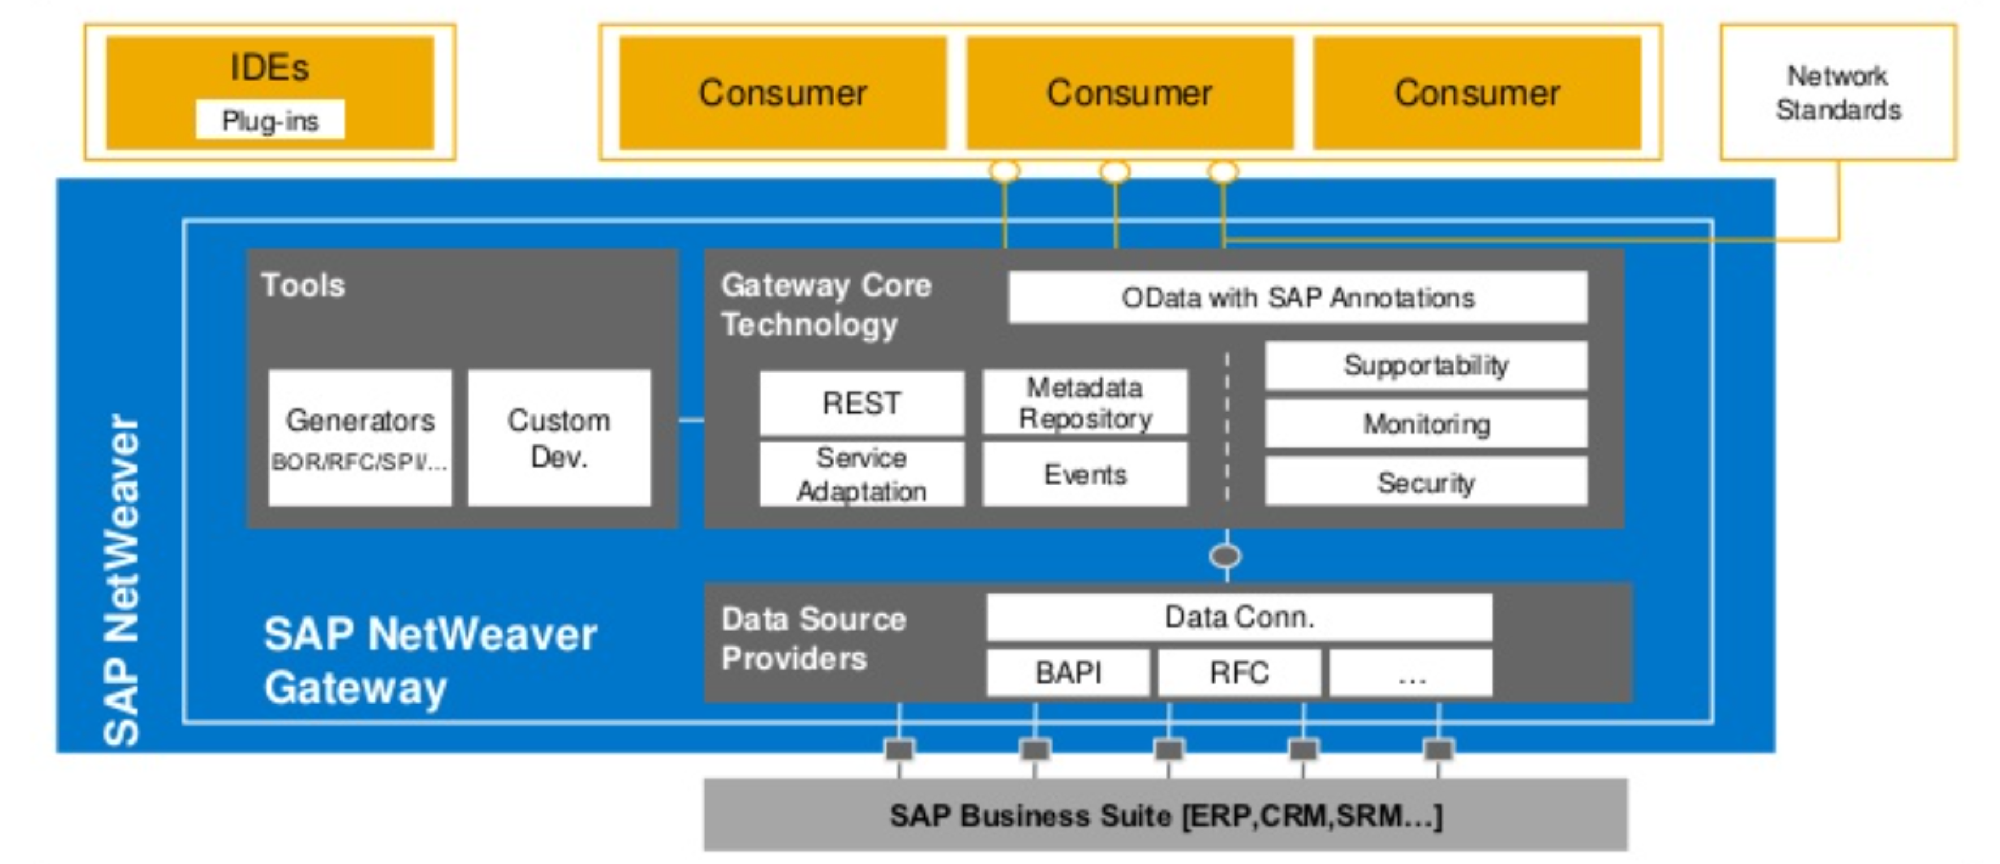 IDEs
Plug-ins
Consumer
Consumer
Consumer
Network
Standards
SAP NetWeaver
Tools
Generators
BOR/RFC/SPI/...
Custom
Dev.
Gateway Core
Technology
OData with SAP Annotations
REST
Metadata
Repository
Service
Adaptation
Events
Supportability
Monitoring
Security
SAP NetWeaver
Gateway
Data Source
Providers
Data Conn.
BAPI
RFC
...
SAP Business Suite [ERP,CRM,SRM...]